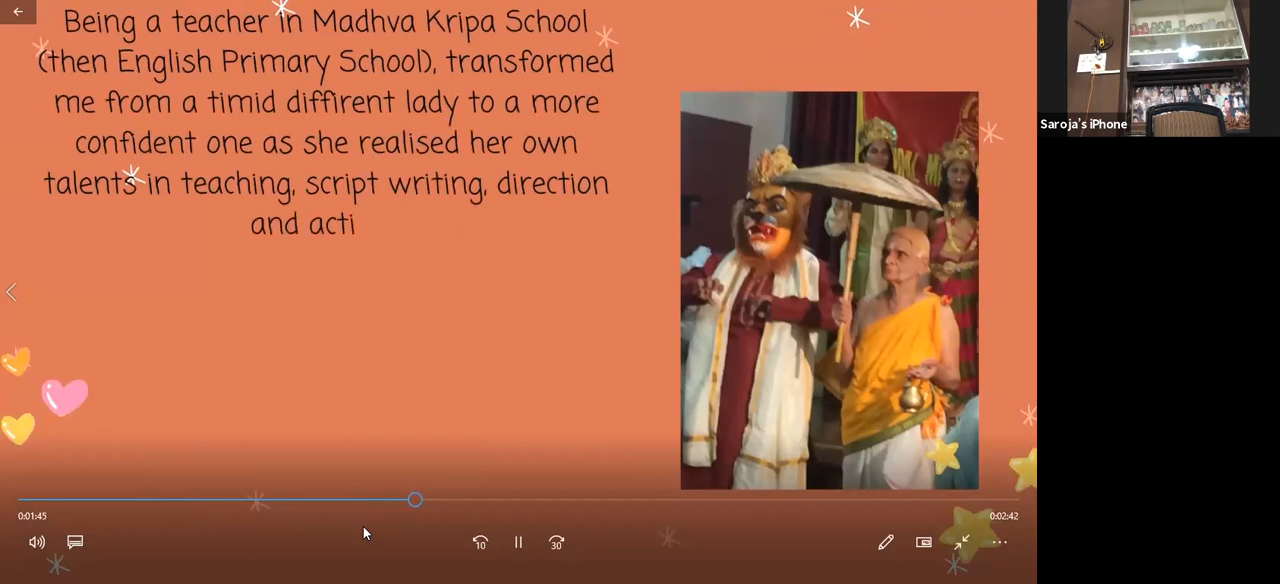 Being a teacher in Madhva Kripa School
(then English Primary School), transformed
me from a timid diffirent lady to a more
confident one as she realised her own
talents in teaching, script writing, direction
and acti
Saroja's iPhone
0:01:45
0:02:42
10
30